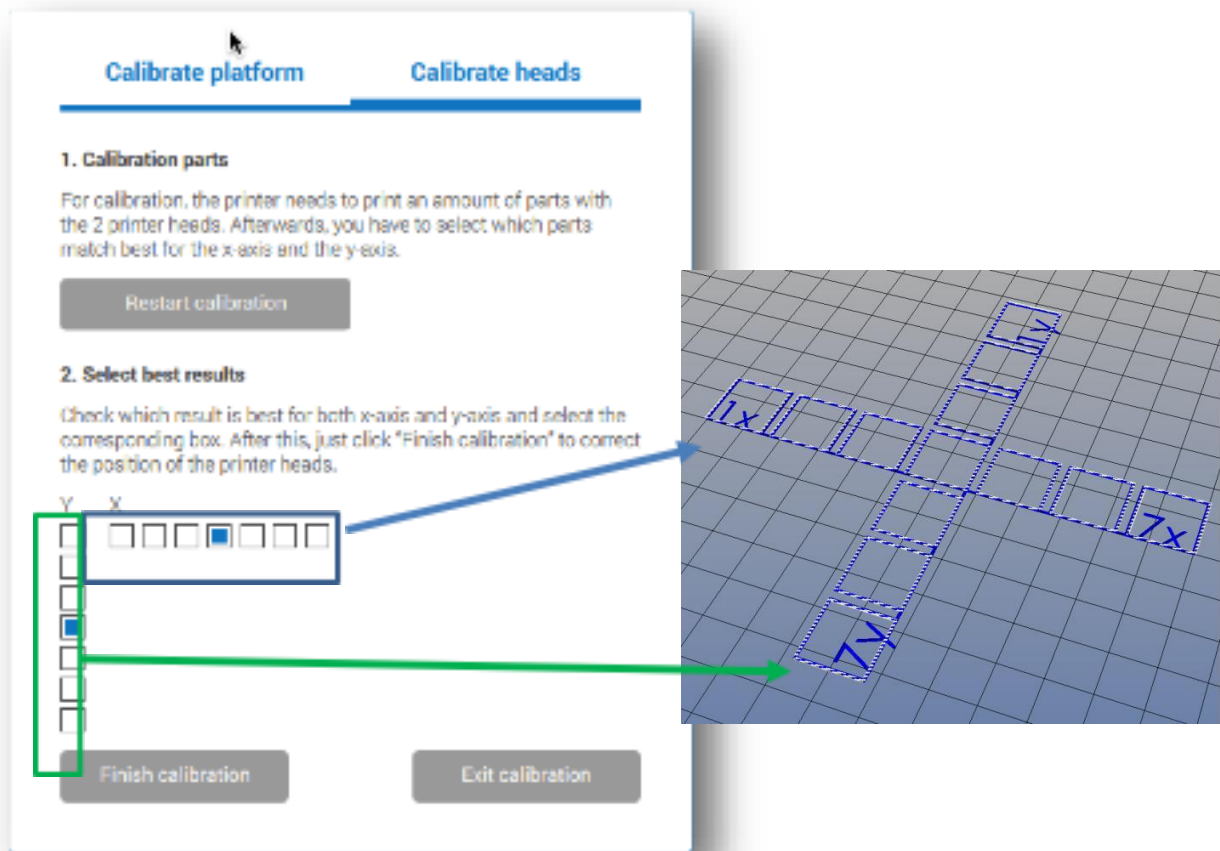 Calibrate platform
Calibrate heads
1. Calibration parts
For calibration, the printer needs to print an amount of parts with
the 2 printer heads. Afterwards, you have to select which parts
match best for the x-axis and the y-axis.
Restart calibration
2. Select best results
Check which result is best for both x-axis and y-axis and select the
corresponding box. After this, just click "Finish calibration" to correct
the position of the printer heads.
Y X
Finish calibration
Exit calibration
1y
1x
7x
7y